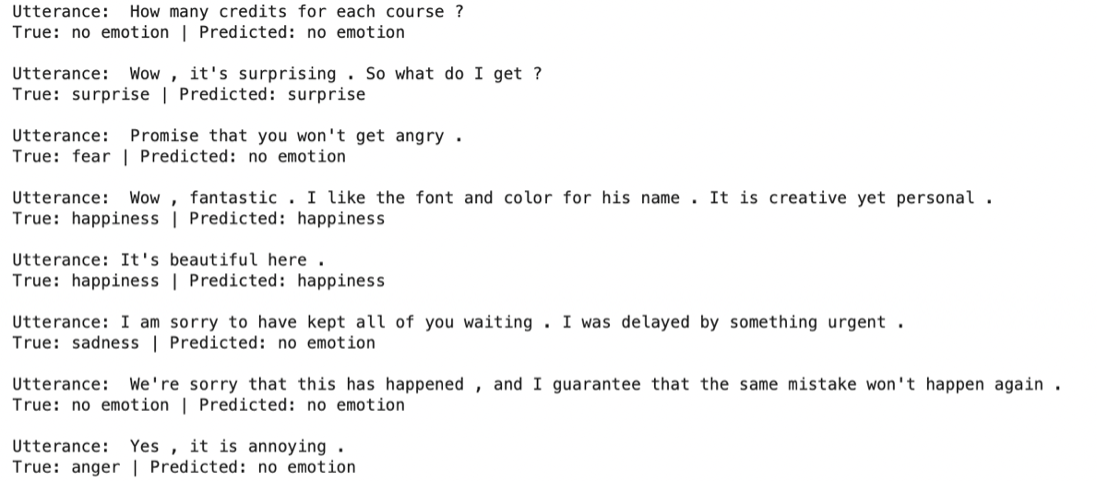 Utterance:  How many credits for each course ?
True: no emotion | Predicted: no emotion
Utterance:  Wow , it's surprising . So what do I get ?
True: surprise | Predicted: surprise
Utterance:  Promise that you won't get angry .
True: fear | Predicted: no emotion
Utterance:  Wow , fantastic . I like the font and color for his name . It is creative yet personal .
True: happiness | Predicted: happiness
Utterance: It's beautiful here .
True: happiness | Predicted: happiness
Utterance: I am sorry to have kept all of you waiting . I was delayed by something urgent .
True: sadness | Predicted: no emotion
Utterance:  We're sorry that this has happened , and I guarantee that the same mistake won't happen again .
True: no emotion | Predicted: no emotion
Utterance:  Yes , it is annoying .
True: anger | Predicted: no emotion